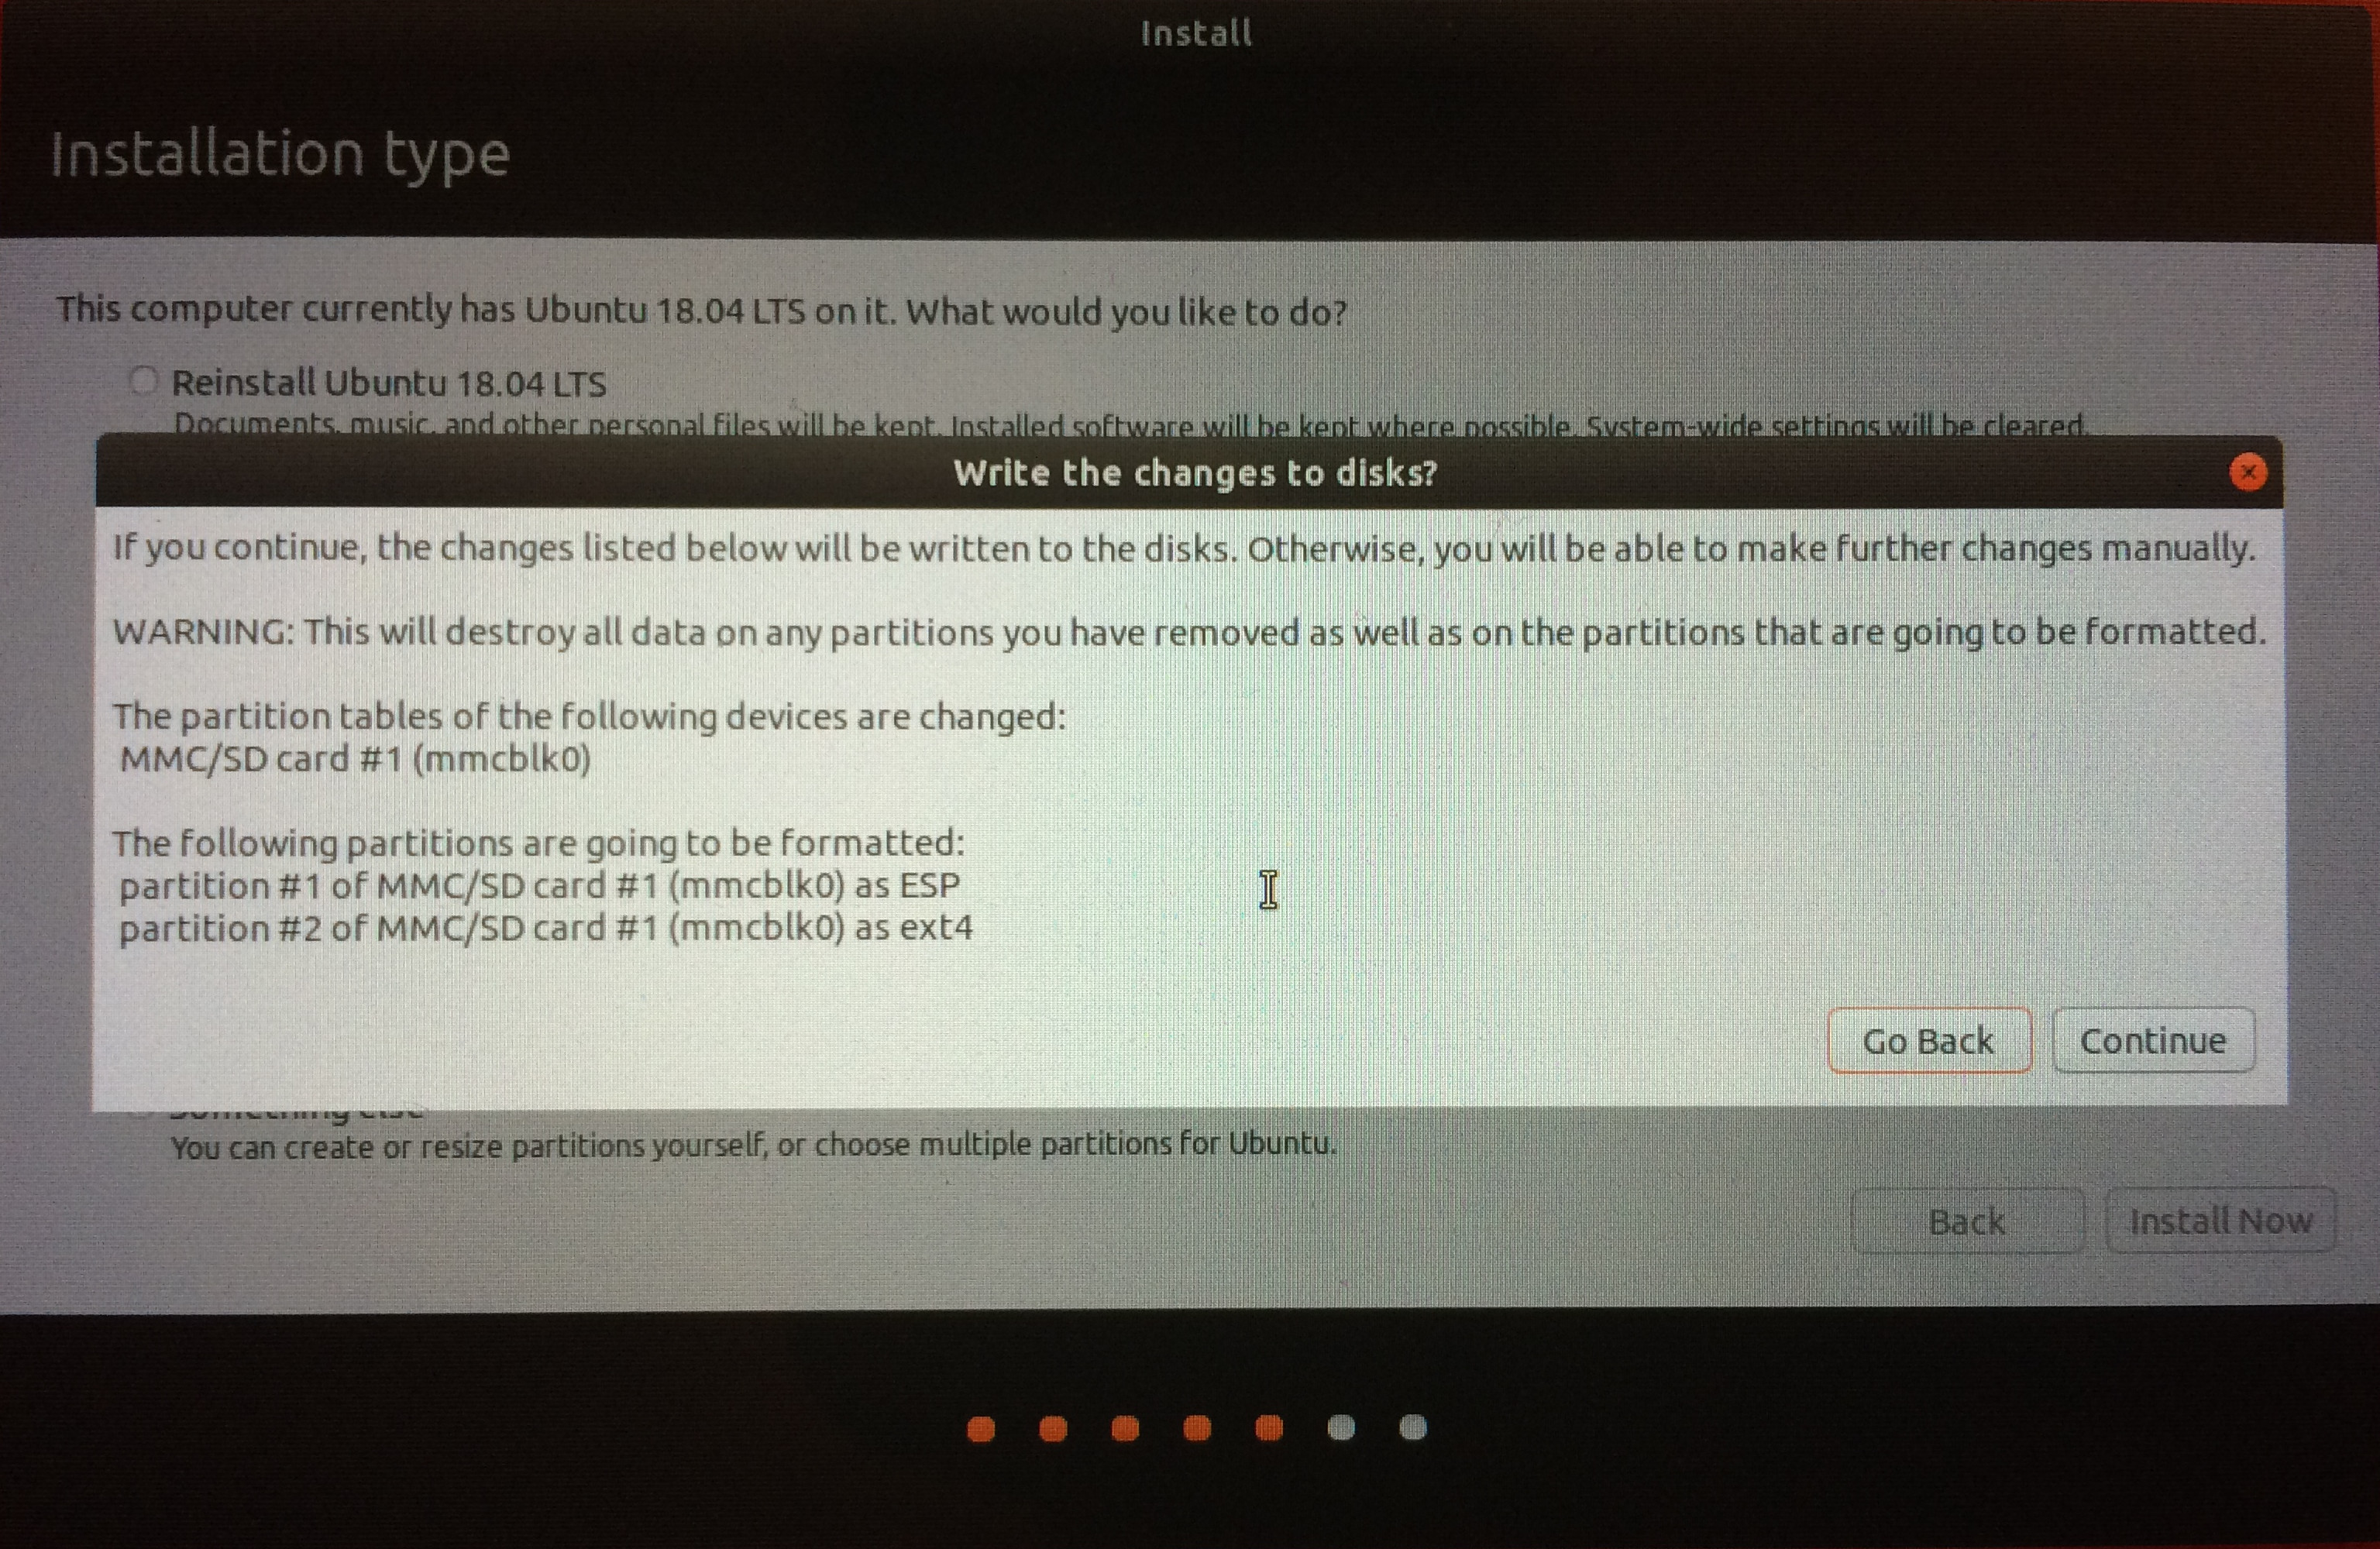 Install
Installation type
This computer currently has Ubuntu 18.04 LTS on it. What would you like to do?
Reinstall Ubuntu 18.04 LTS
Documents, music, and other personal files will be kept. Installed software will be kept where possible. System-wide settings will be cleared.
Write the changes to disks?
If you continue, the changes listed below will be written to the disks. Otherwise, you will be able to make further changes manually.
WARNING: This will destroy all data on any partitions you have removed as well as on the partitions that are going to be formatted.
The partition tables of the following devices are changed:
MMC/SD card #1 (mmcblk0)
The following partitions are going to be formatted:
partition #1 of MMC/SD card #1 (mmcblk0) as ESP
partition #2 of MMC/SD card #1 (mmcblk0) as ext4
Go Back Continue
Something else
You can create or resize partitions yourself, or choose multiple partitions for Ubuntu.
Back Install Now